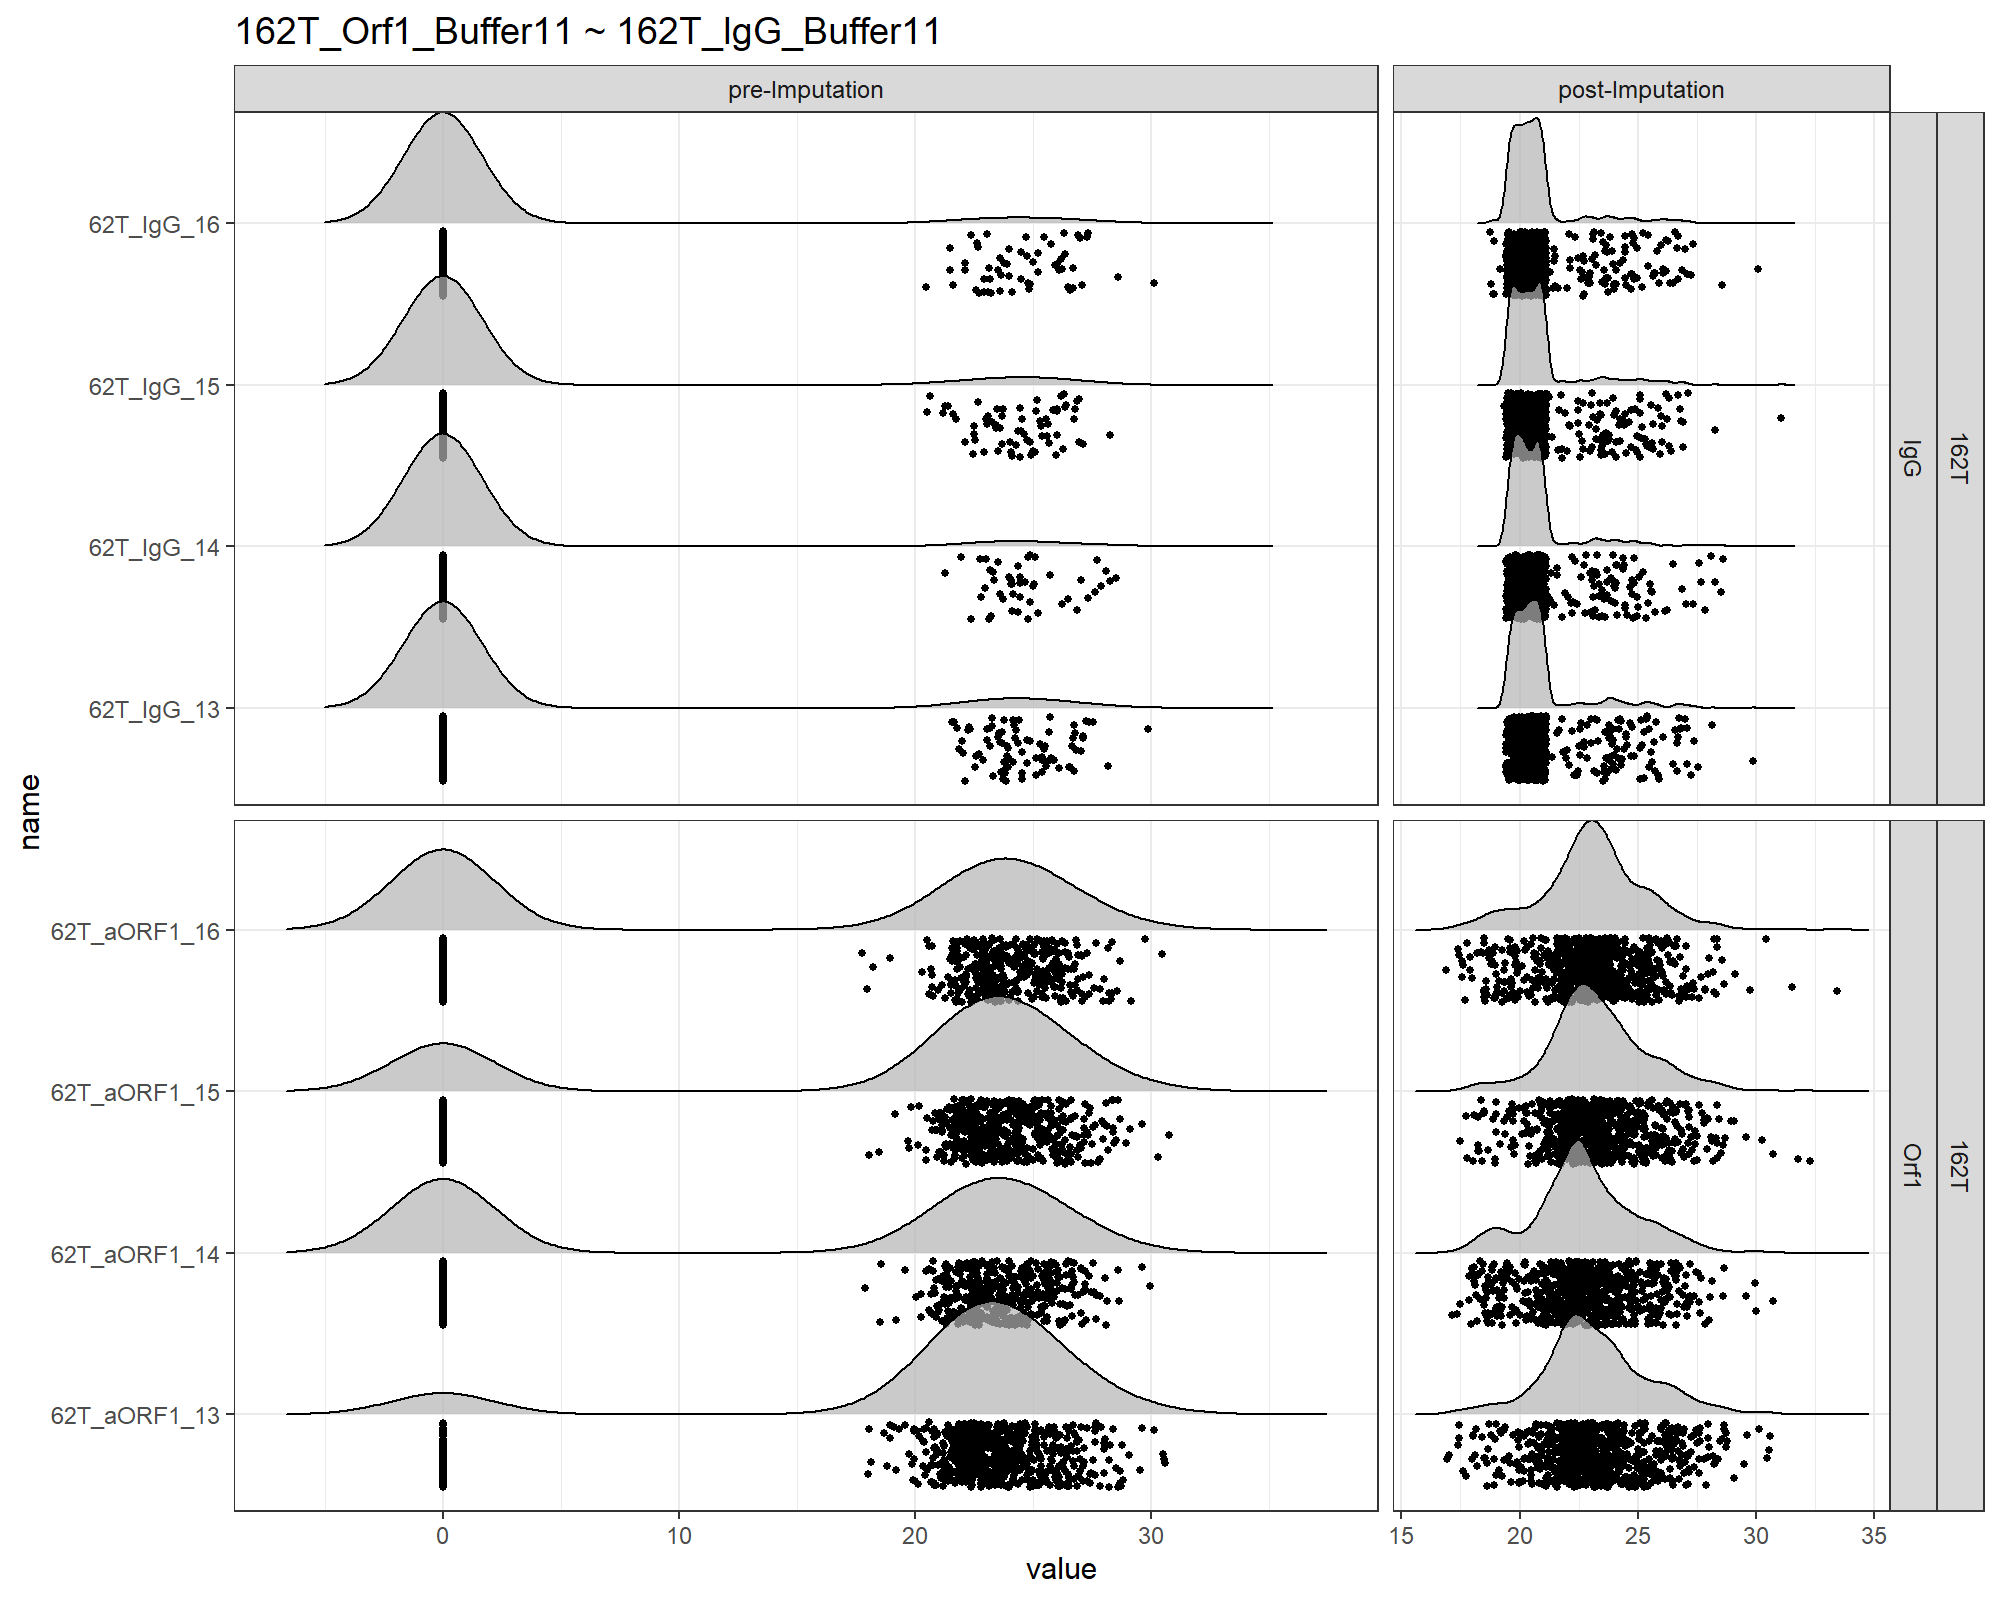 162T_Orf1_Buffer11 ~ 162T_IgG_Buffer11
pre-Imputation
post-Imputation
62T_IgG_16
62T_IgG_15
62T_IgG_14
62T_IgG_13
IgG
162T
name
62T_aORF1_16
62T_aORF1_15
62T_aORF1_14
62T_aORF1_13
Orf1
162T
0
10
20
30
15
20
25
30
35
value